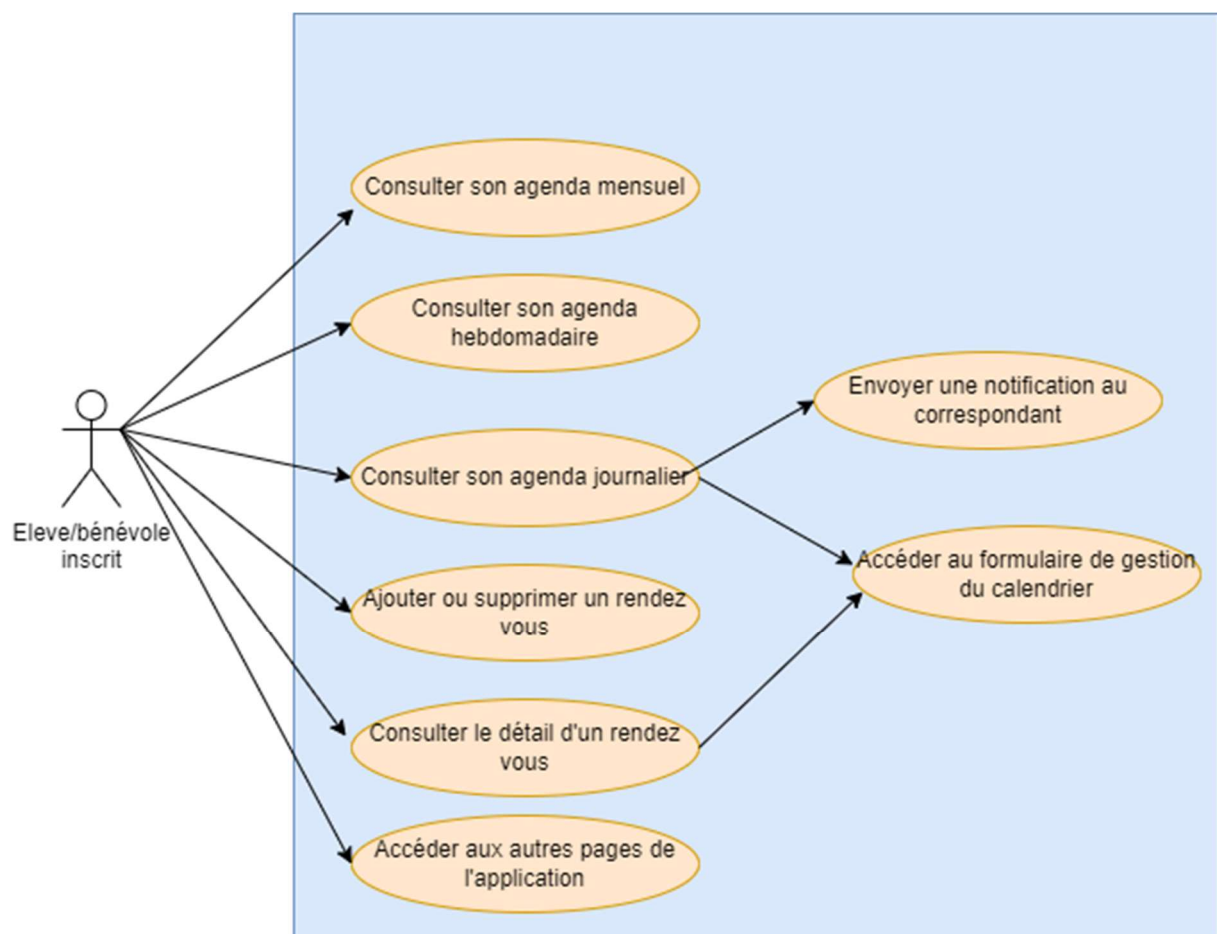 Consulter son agenda mensuel
Consulter son agenda
hebdomadaire
Envoyer une notification au
correspondant
Consulter son agenda journalier
Eleve/bénévole
inscrit
Accéder au formulaire de gestion
du calendrier
Ajouter ou supprimer un rendez
vous
Consulter le détail d'un rendez
vous
Accéder aux autres pages de
l'application